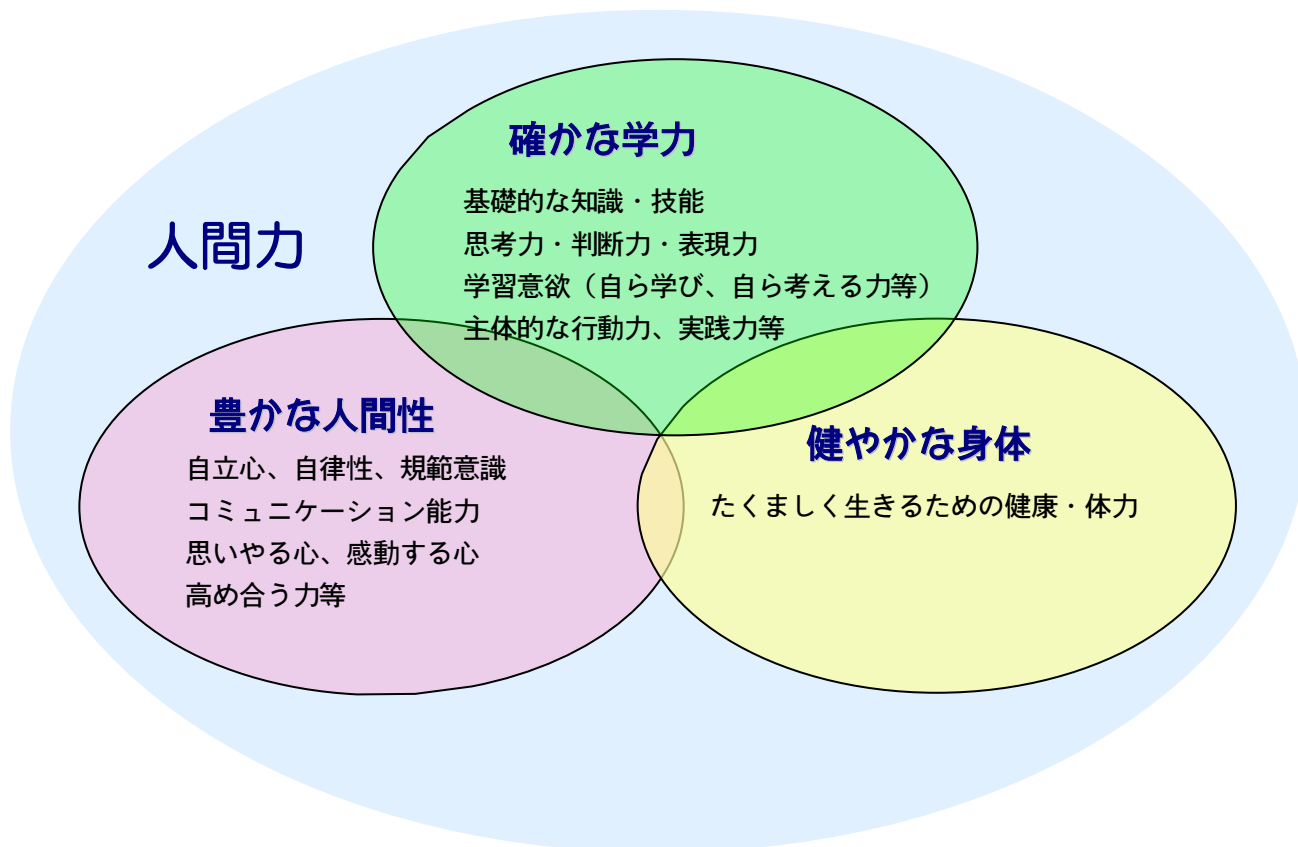 確かな学力
基礎的な知識・技能
思考力・判断力・表現力
学習意欲（自ら学び、自ら考える力等）
主体的な行動力、実践力等
人間力
豊かな人間性
自立心、自律性、規範意識
コミュニケーション能力
思いやる心、感動する心
高め合う力等
健やかな身体
たくましく生きるための健康・体力